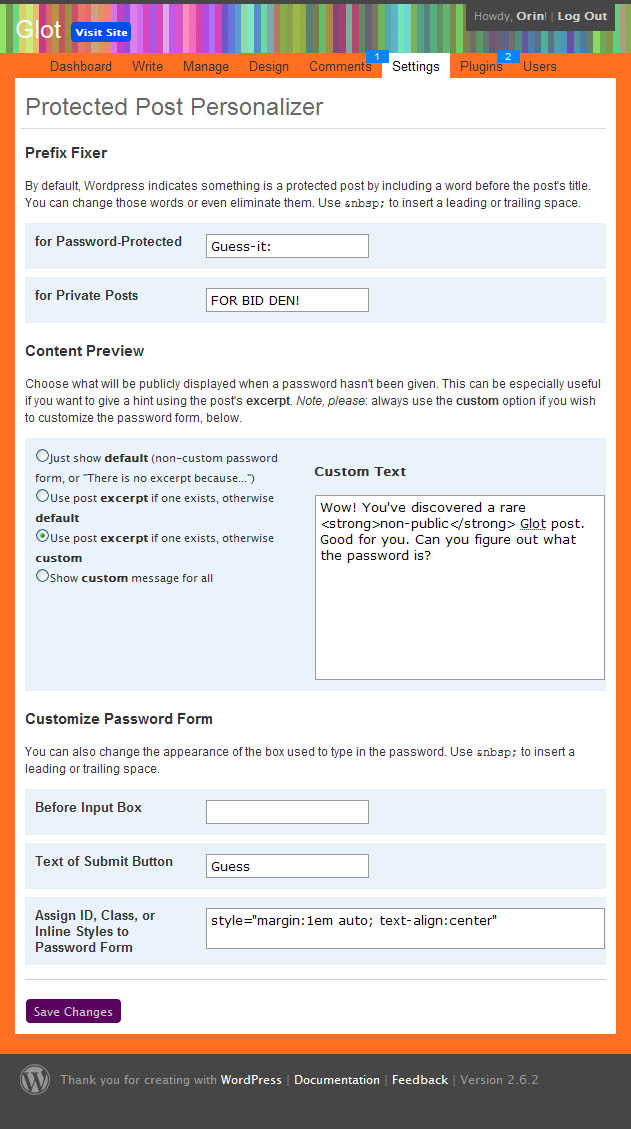 Glot Visit Site
Howdy, Orin! | Log Out
Dashboard Write Manage Design Comments 1 Settings Plugins 2 Users
Protected Post Personalizer
Prefix Fixer
By default, Wordpress indicates something is a protected post by including a word before the post's title.
You can change those words or even eliminate them. Use &nbsp; to insert a leading or trailing space.
for Password-Protected Guess-it:
for Private Posts FOR BID DEN!
Content Preview
Choose what will be publicly displayed when a password hasn't been given. This can be especially useful
if you want to give a hint using the post's excerpt. Note, please: always use the custom option if you wish
to customize the password form, below.
Just show default (non-custom password
form, or "There is no excerpt because...")
Use post excerpt if one exists, otherwise
default
Use post excerpt if one exists, otherwise
custom
Show custom message for all
Custom Text
Wow! You've discovered a rare
<strong>non-public</strong> Glot post.
Good for you. Can you figure out what
the password is?
Customize Password Form
You can also change the appearance of the box used to type in the password. Use &nbsp; to insert a
leading or trailing space.
Before Input Box
Text of Submit Button Guess
Assign ID, Class, or
Inline Styles to
Password Form
style="margin:1em auto; text-align:center"
Save Changes
Thank you for creating with WordPress | Documentation | Feedback | Version 2.6.2